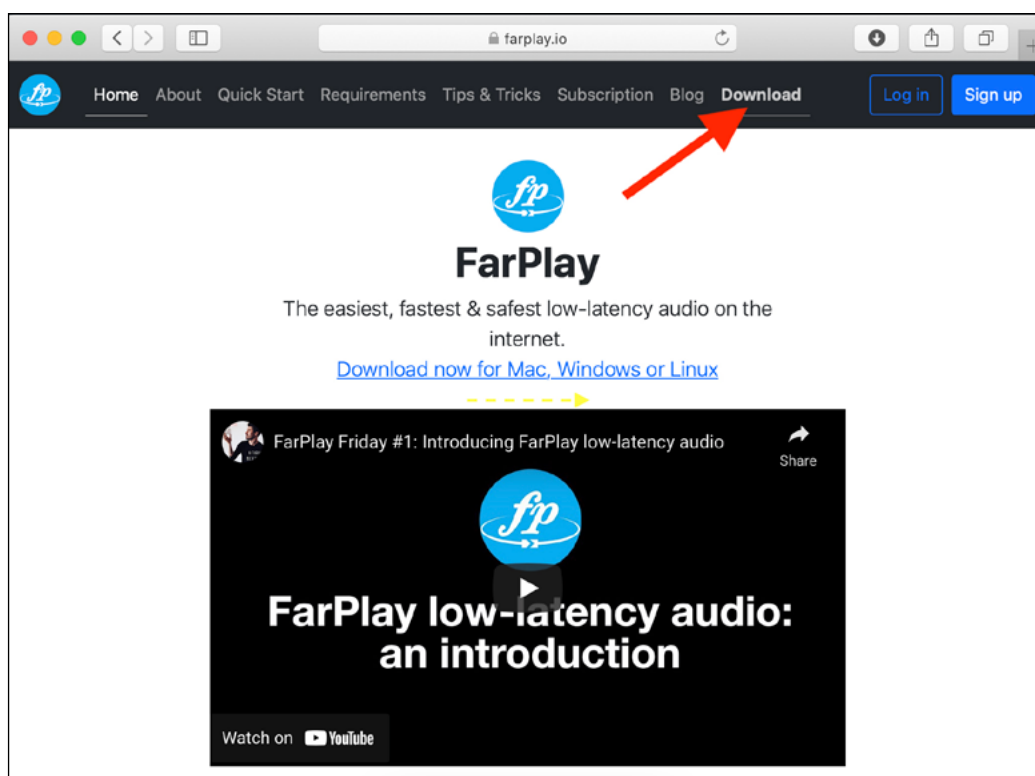 farplay.io
fp Home About Quick Start Requirements Tips & Tricks Subscription Blog Download Log in Sign up
fp
FarPlay
The easiest, fastest & safest low-latency audio on the
internet.
Download now for Mac, Windows or Linux
FarPlay Friday #1: Introducing FarPlay low-latency audio
Share
fp
FarPlay low-latency audio:
an introduction
Watch on YouTube